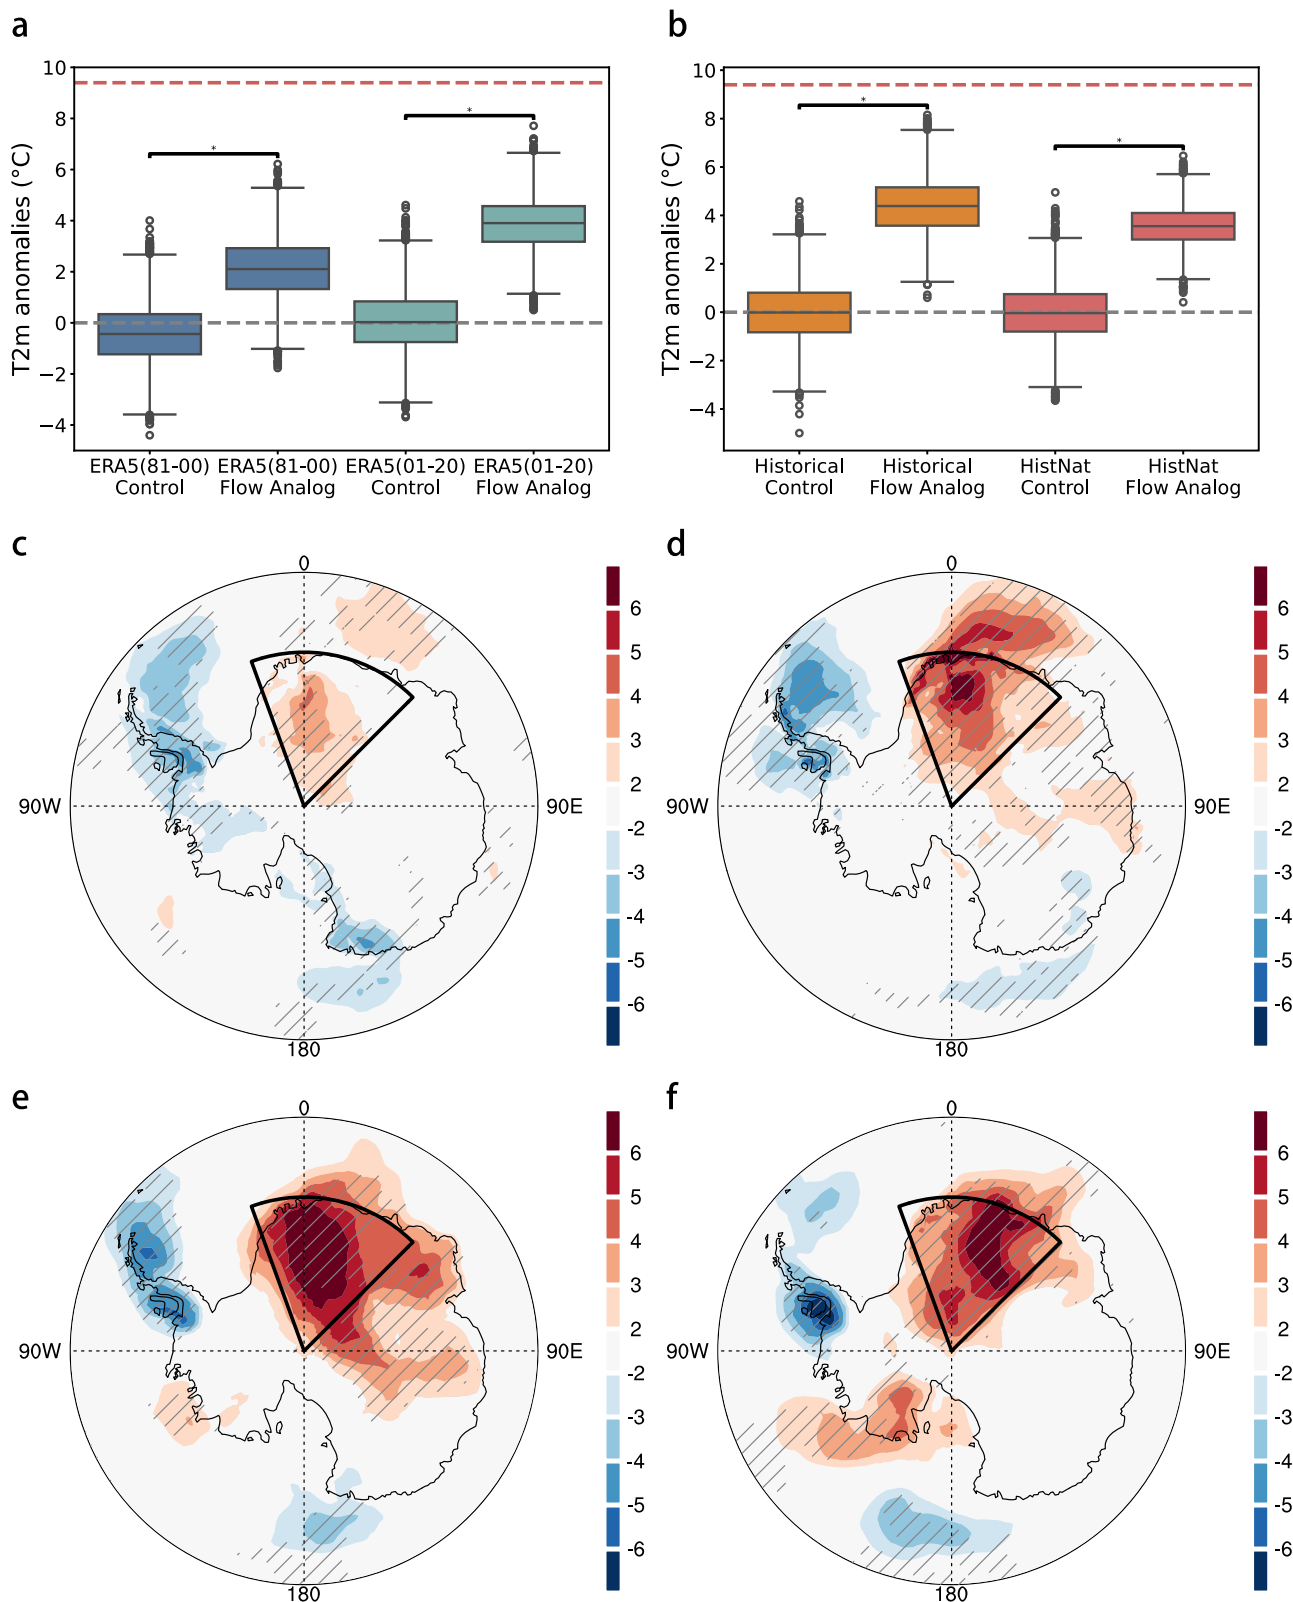 a
b
10
8
6
4
2
0
−2
−4
T2m anomalies (°C)
*
*
ERA5(81-00)
Control
ERA5(81-00)
Flow Analog
ERA5(01-20)
Control
ERA5(01-20)
Flow Analog
10
8
6
4
2
0
−2
−4
T2m anomalies (°C)
*
*
Historical
Control
Historical
Flow Analog
HistNat
Control
HistNat
Flow Analog
c
0
90W
90E
180
6
5
4
3
2
-2
-3
-4
-5
-6
d
0
90W
90E
180
6
5
4
3
2
-2
-3
-4
-5
-6
e
0
90W
90E
180
6
5
4
3
2
-2
-3
-4
-5
-6
f
0
90W
90E
180
6
5
4
3
2
-2
-3
-4
-5
-6